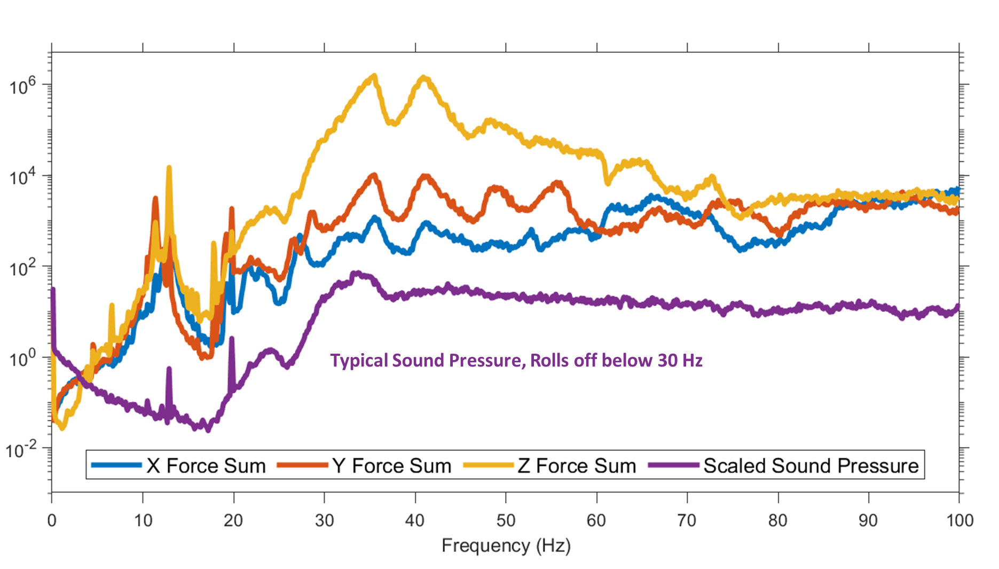 10^6
10^4
10^2
10^0
10^-2
Typical Sound Pressure, Rolls off below 30 Hz
X Force Sum Y Force Sum Z Force Sum Scaled Sound Pressure
0 10 20 30 40 50 60 70 80 90 100
Frequency (Hz)